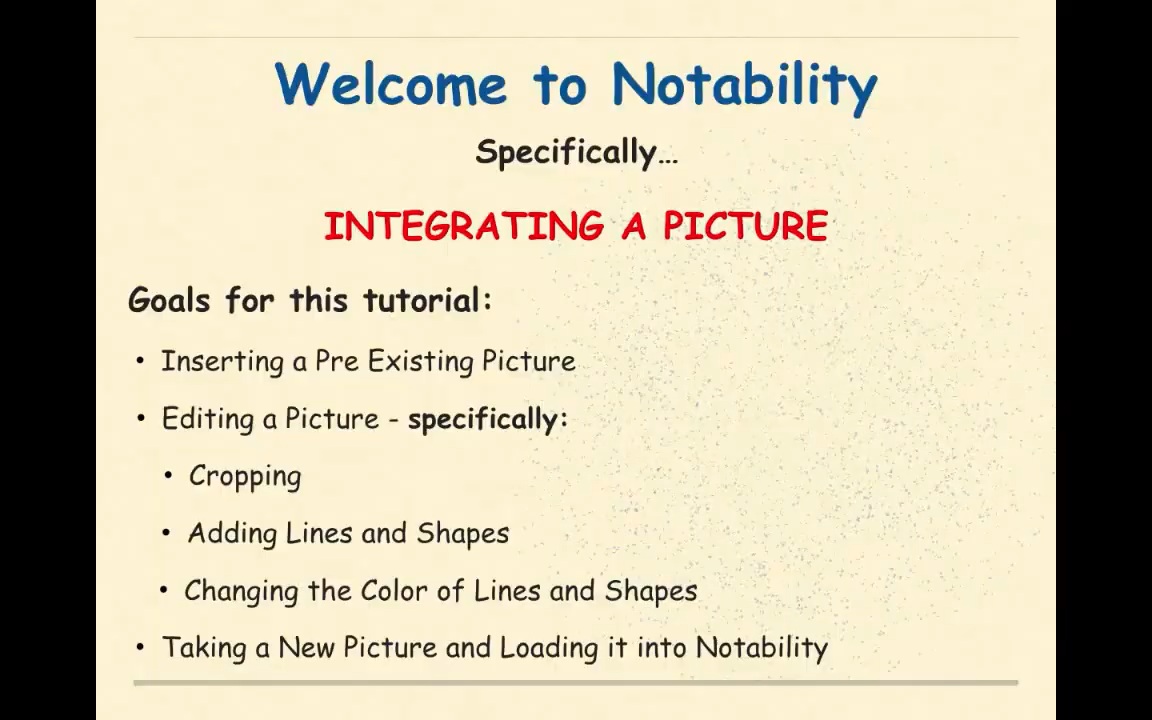 Welcome to Notability
Specifically…
INTEGRATING A PICTURE
Goals for this tutorial:
• Inserting a Pre Existing Picture
• Editing a Picture - specifically:
• Cropping
• Adding Lines and Shapes
• Changing the Color of Lines and Shapes
• Taking a New Picture and Loading it into Notability